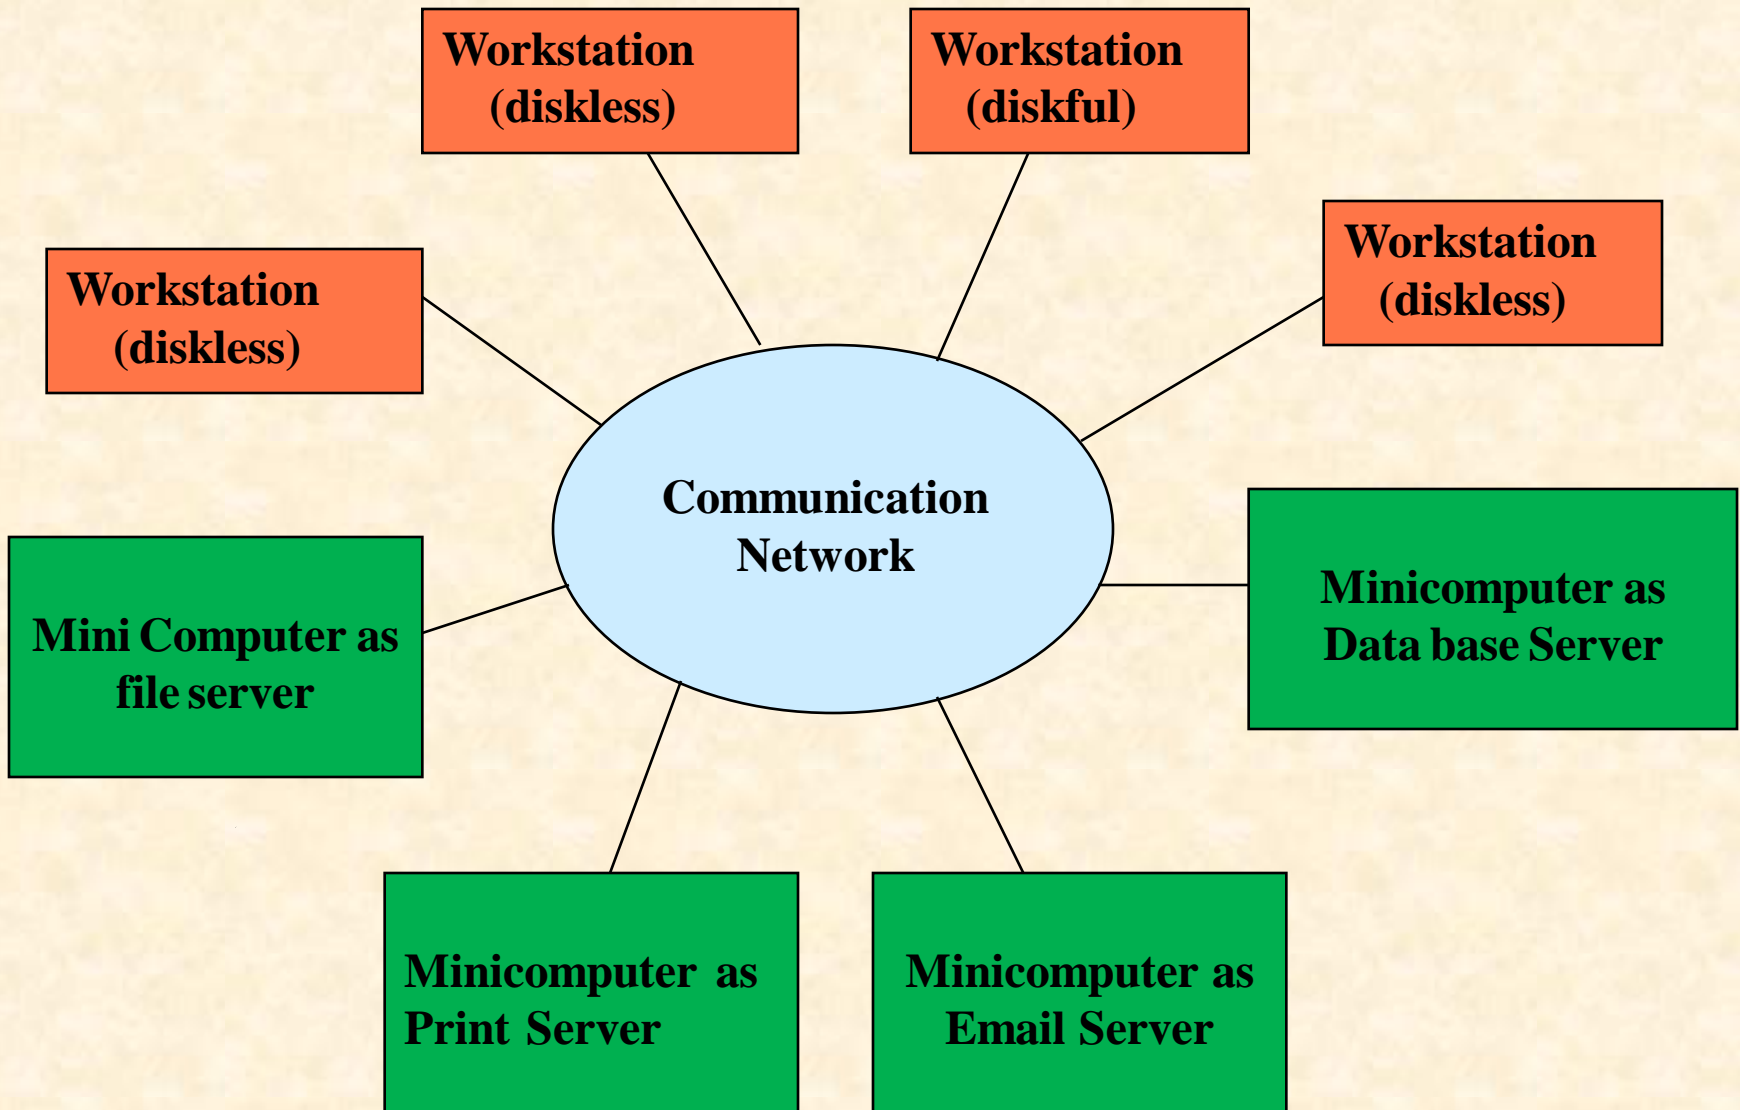 Workstation
(diskless)
Workstation
(diskful)
Workstation
(diskless)
Workstation
(diskless)
Communication
Network
Mini Computer as
file server
Minicomputer as
Data base Server
Minicomputer as
Print Server
Minicomputer as
Email Server